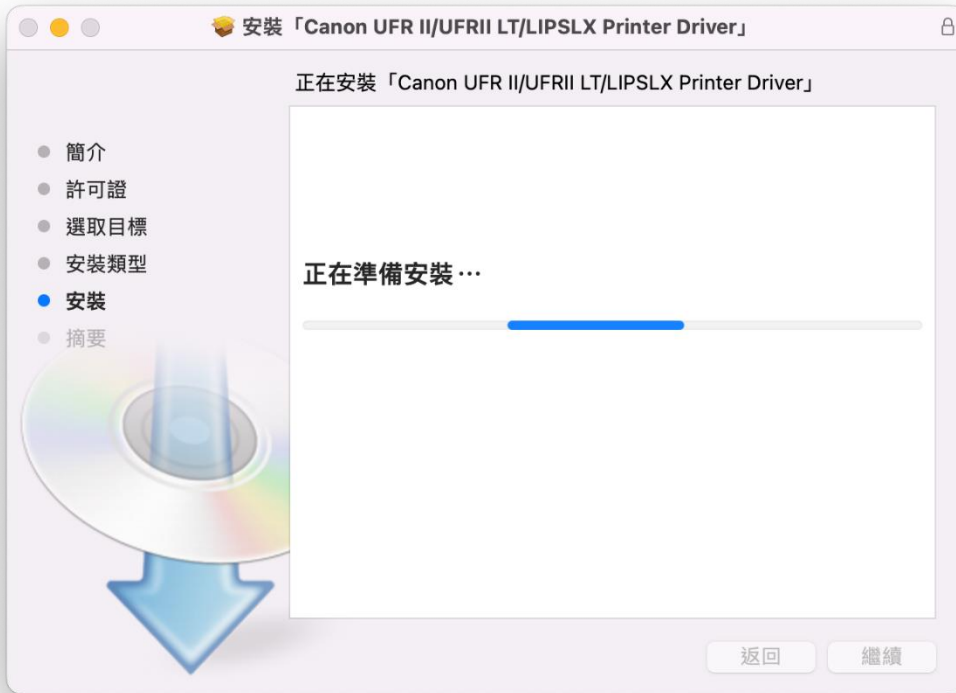 安裝「Canon UFR II/UFRII LT/LIPSLX Printer Driver」
正在安裝「Canon UFR II/UFRII LT/LIPSLX Printer Driver」
簡介
許可證
選取目標
安裝類型
安裝
摘要
正在準備安裝⋯
返回
繼續